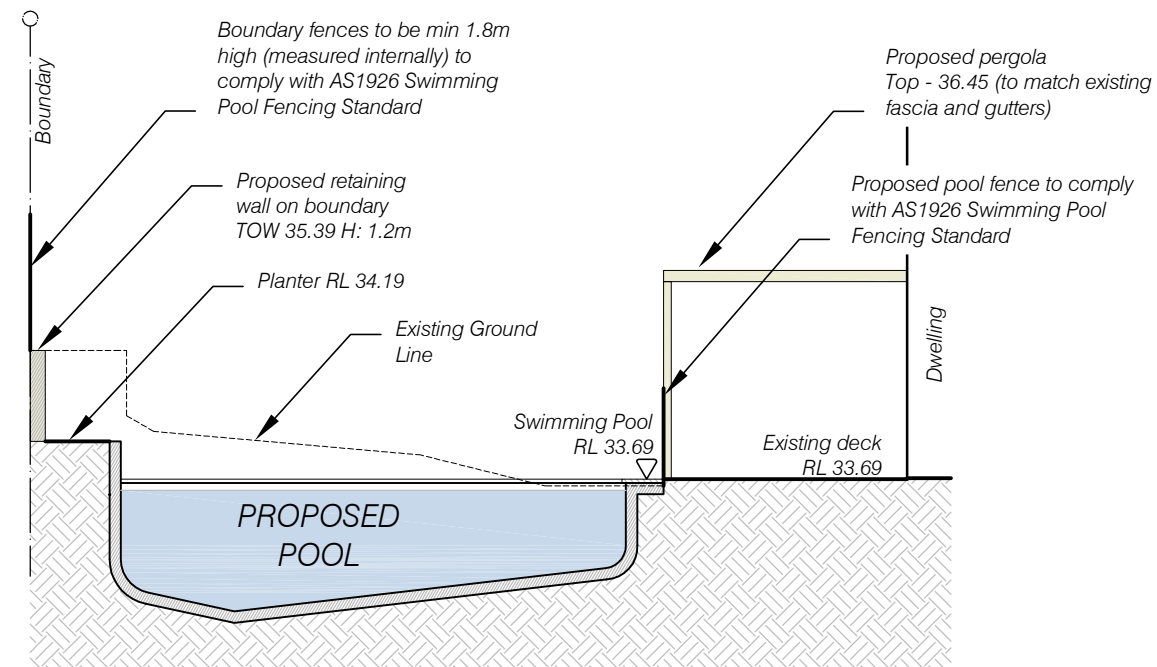 Boundary
Boundary fences to be min 1.8m
high (measured internally) to
comply with AS1926 Swimming
Pool Fencing Standard
Proposed pergola
Top - 36.45 (to match existing
fascia and gutters)
Proposed retaining
wall on boundary
TOW 35.39 H: 1.2m
Proposed pool fence to comply
with AS1926 Swimming Pool
Fencing Standard
Planter RL 34.19
Existing Ground
Line
Dwelling
Swimming Pool
RL 33.69
Existing deck
RL 33.69
PROPOSED
POOL